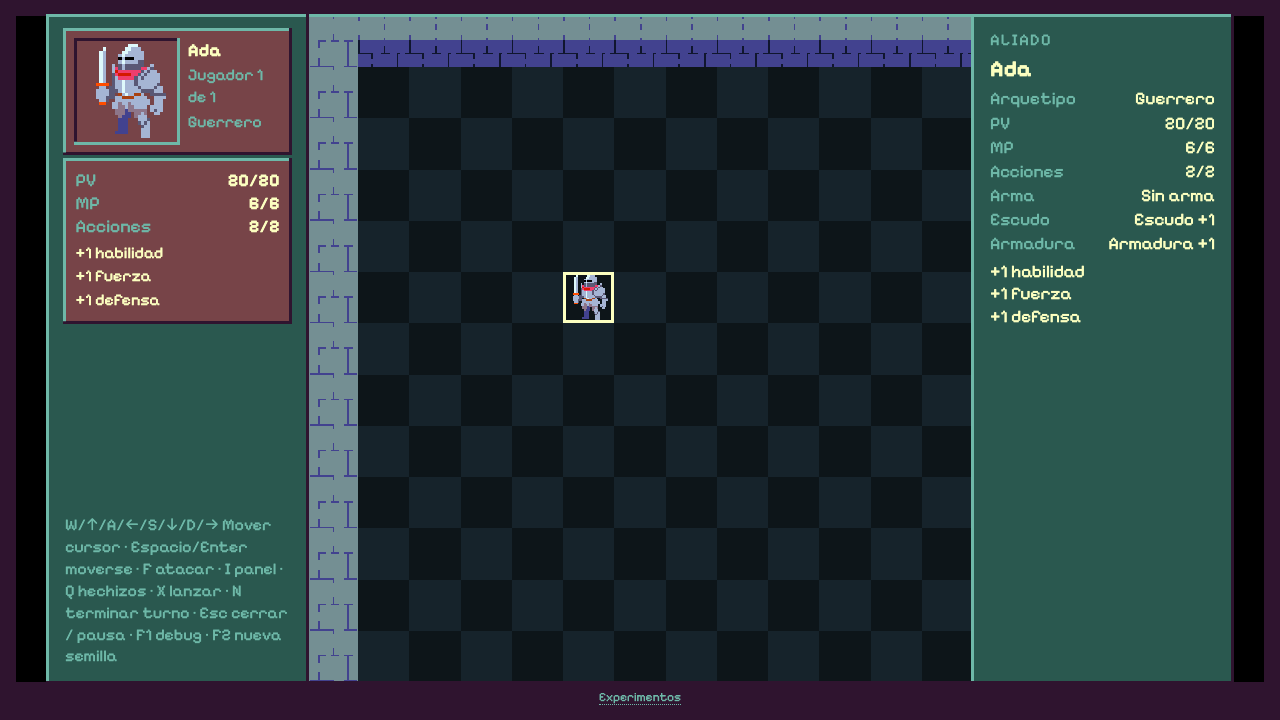 Ada
Jugador 1
de 1
Guerrero
PV 20/20
MP 6/6
Acciones 2/2
+1 habilidad
+1 fuerza
+1 defensa
W/↑/A/←/S/↓/D/→ Mover
cursor · Espacio/Enter
moverse · F atacar · I panel ·
Q hechizos · X lanzar · N
terminar turno · Esc cerrar
/ pausa · F1 debug · F2 nueva
semilla
ALIADO
Ada
Arquetipo Guerrero
PV 20/20
MP 6/6
Acciones 2/2
Arma Sin arma
Escudo Escudo +1
Armadura Armadura +1
+1 habilidad
+1 fuerza
+1 defensa
Experimentos